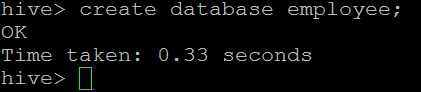 hive> create database employee;
OK
Time taken: 0.33 seconds
hive>